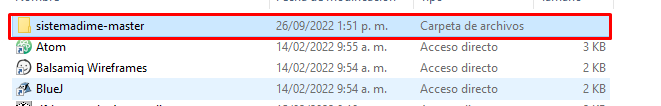 sistemadime-master 26/09/2022 1:51 p. m. Carpeta de archivos
Atom 14/02/2022 9:55 a. m. Acceso directo 3 KB
Balsamiq Wireframes 14/02/2022 9:54 a. m. Acceso directo 2 KB
BlueJ 14/02/2022 9:54 a. m. Acceso directo 2 KB